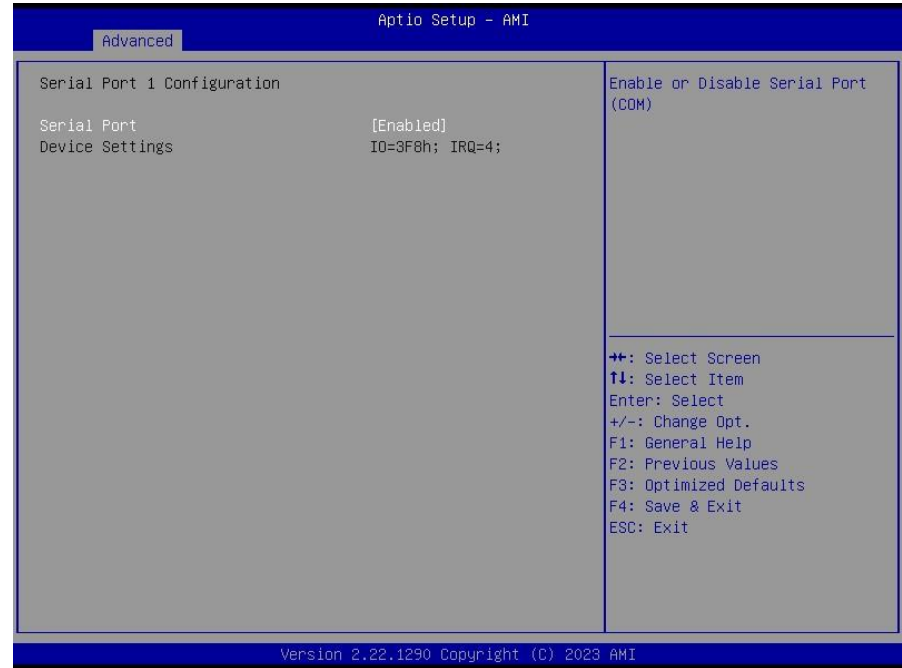 Aptio Setup – AMI
Advanced
Serial Port 1 Configuration
Serial Port [Enabled]
Device Settings IO=3F8h; IRQ=4;
Enable or Disable Serial Port
(COM)
→←: Select Screen
↑↓: Select Item
Enter: Select
+/-: Change Opt.
F1: General Help
F2: Previous Values
F3: Optimized Defaults
F4: Save & Exit
ESC: Exit
Version 2.22.1290 Copyright (C) 2023 AMI